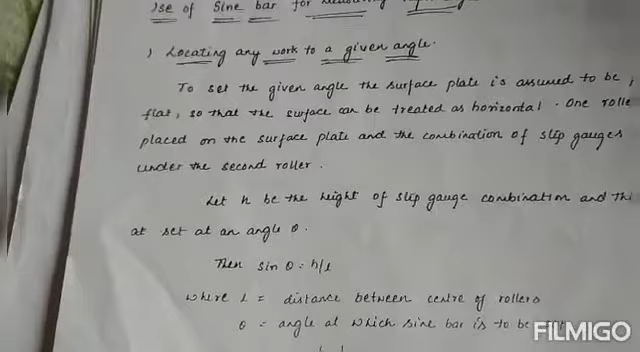 use of Sine bar for
) Locating any work to a given angle.
To set the given angle the surface plate is assumed to be
flat, so that the surface can be treated as horizontal. One rolle
placed on the surface plate and the combination of slip gauges
under the second roller.
Let h be the height of slip gauge combination and thi
at set at an angle θ.
Then sin θ = h/l
where L = distance between centre of rollers
θ = angle at which sine bar is to be
FILMIGO